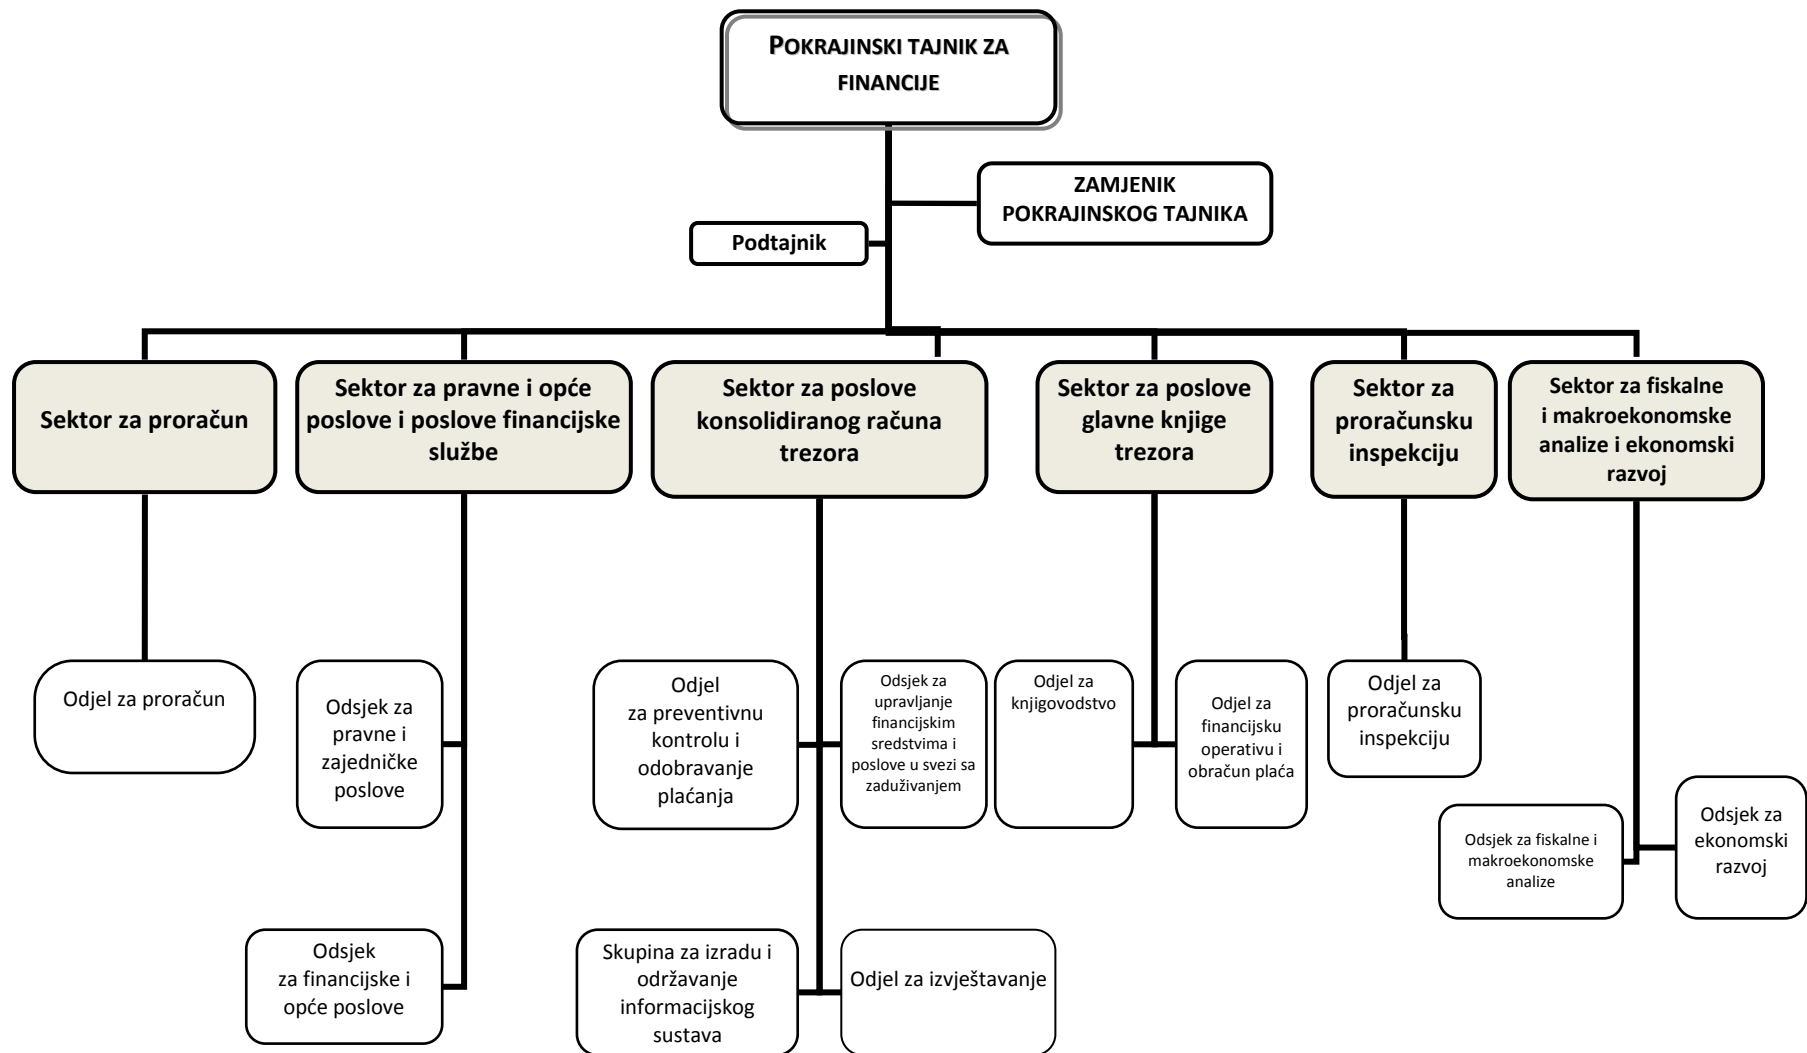 POKRAJINSKI TAJNIK ZA
FINANCIJE
ZAMJENIK
POKRAJINSKOG TAJNIKA
Podtajnik
Sektor za proračun
Sektor za pravne i opće
poslove i poslove financijske
službe
Sektor za poslove
konsolidiranog računa
trezora
Sektor za poslove
glavne knjige
trezora
Sektor za
proračunsku
inspekciju
Sektor za fiskalne
i makroekonomske
analize i ekonomski
razvoj
Odjel za proračun
Odsjek za
pravne i
zajedničke
poslove
Odjel
za preventivnu
kontrolu i
odobravanje
plaćanja
Odsjek za
upravljanje
financijskim
sredstvima i
poslove u svezi sa
zaduživanjem
Odjel za
knjigovodstvo
Odjel za
financijsku
operativu i
obračun plaća
Odjel za
proračunsku
inspekciju
Odsjek za fiskalne i
makroekonomske
analize
Odsjek za
ekonomski
razvoj
Odsjek
za financijske i
opće poslove
Skupina za izradu i
održavanje
informacijskog
sustava
Odjel za izvještavanje